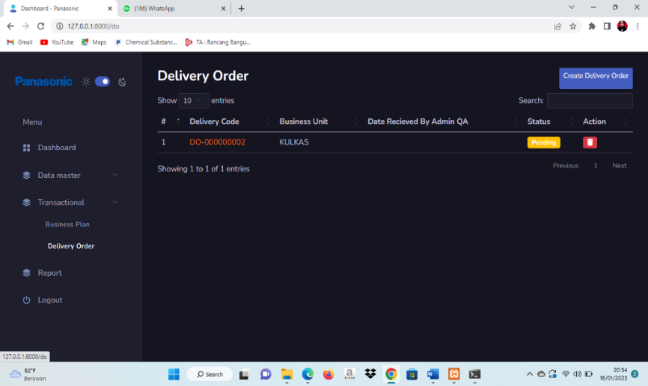 Dashboard - Panasonic
(166) WhatsApp
127.0.0.1:8000/do
Gmail YouTube Maps Chemical Substanc... TA : Rancang Bangu...
Panasonic
Menu
Dashboard
Data master
Transactional
Business Plan
Delivery Order
Report
Logout
Delivery Order
Create Delivery Order
Show 10 entries
Search:
# Delivery Code Business Unit Date Recieved By Admin QA Status Action
1 DO-000000002 KULKAS Pending
Showing 1 to 1 of 1 entries
Previous 1 Next
127.0.0.1:8000/do
82°F
Berawan
Search
20:54
18/01/2023
2